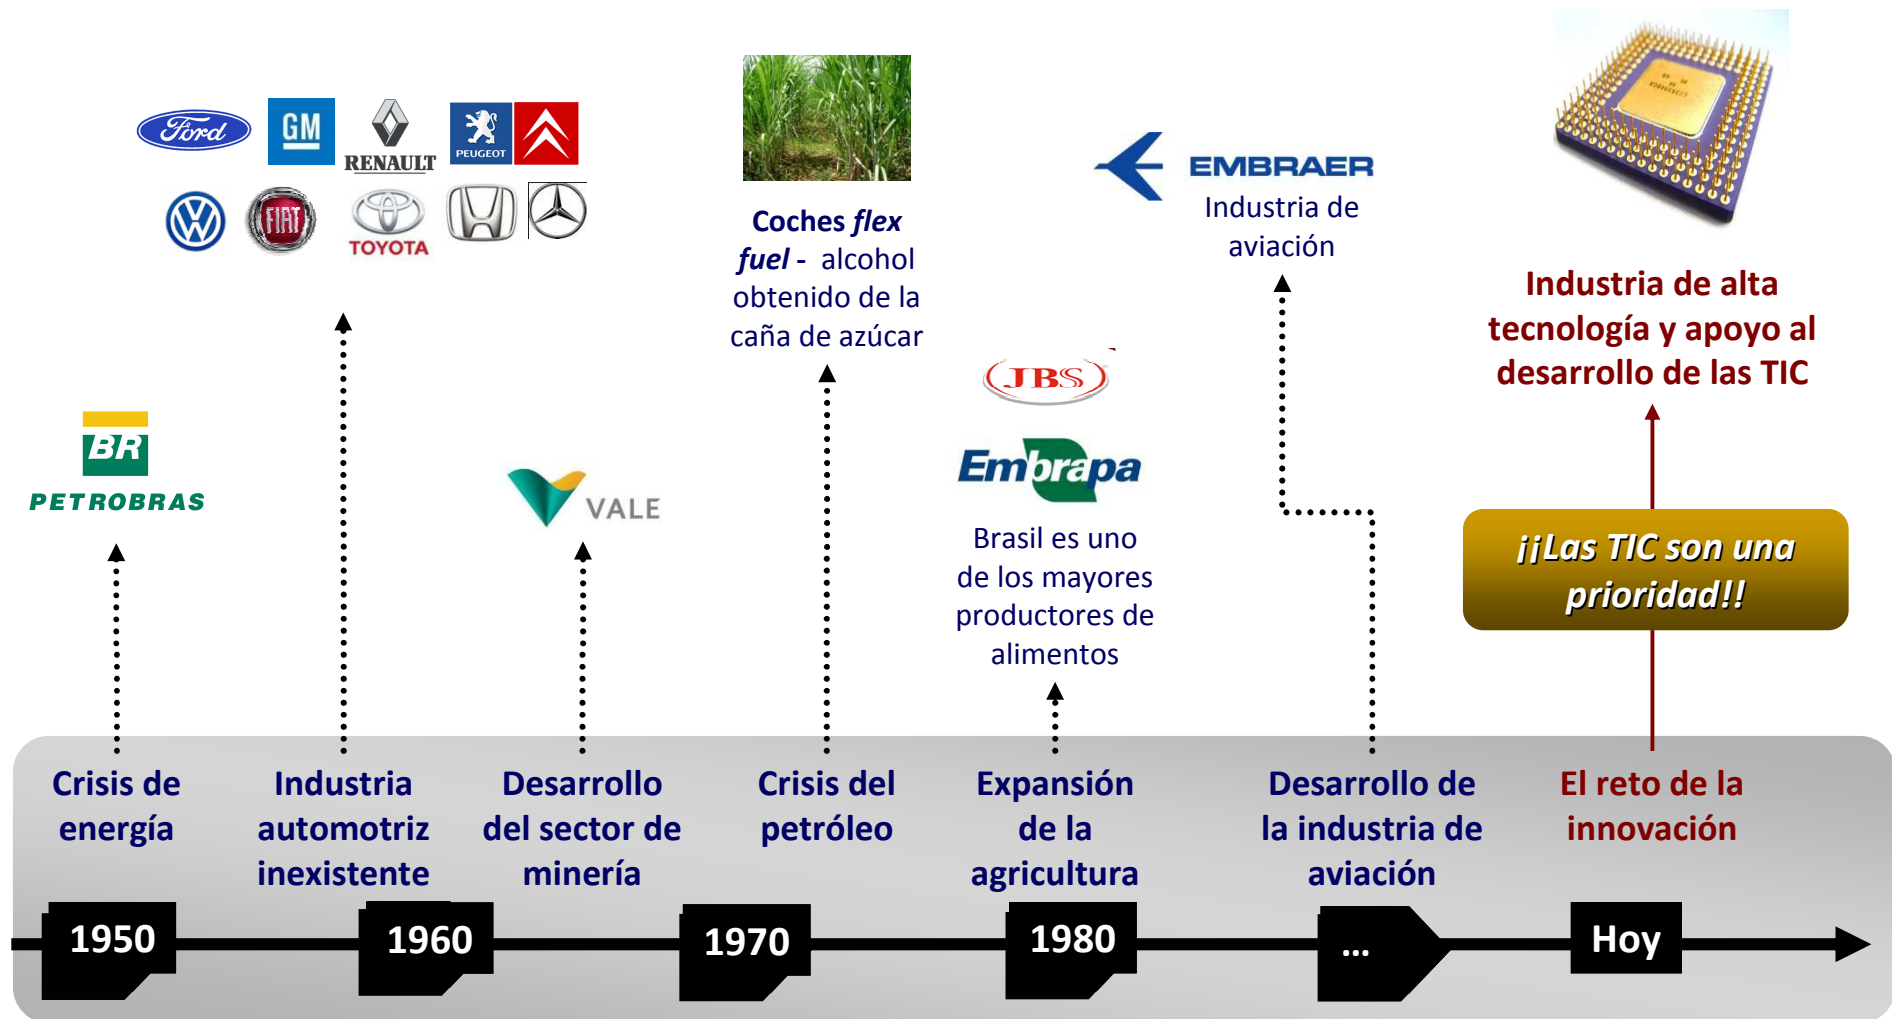 Ford
GM
RENAULT
PEUGEOT
FIAT
TOYOTA
BR
PETROBRAS
VALE
Coches flex
fuel - alcohol
obtenido de la
caña de azúcar
JBS
Embrapa
Brasil es uno
de los mayores
productores de
alimentos
EMBRAER
Industria de
aviación
Industria de alta
tecnología y apoyo al
desarrollo de las TIC
¡¡Las TIC son una
prioridad!!
Crisis de
energía
Industria
automotriz
inexistente
Desarrollo
del sector de
minería
Crisis del
petróleo
Expansión
de la
agricultura
Desarrollo de
la industria de
aviación
El reto de la
innovación
1950
1960
1970
1980
...
Hoy